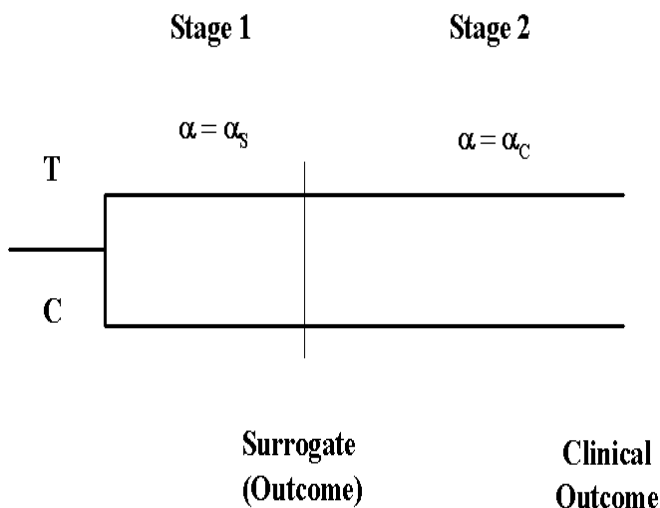 Stage 1 Stage 2
α = αS α = αC
T
C
Surrogate
(Outcome)
Clinical
Outcome